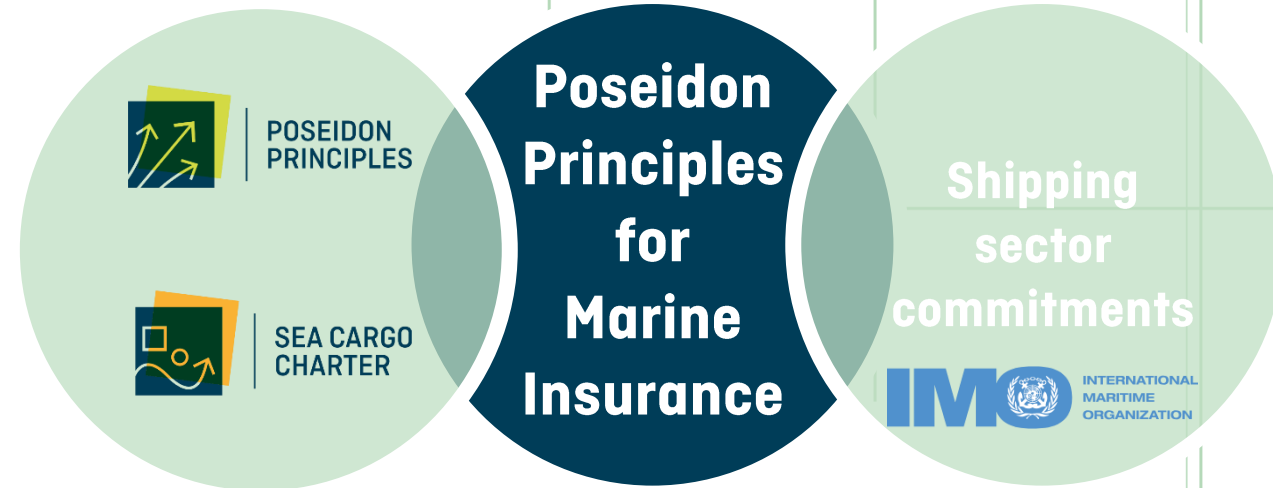 POSEIDON
PRINCIPLES
SEA CARGO
CHARTER
Poseidon
Principles
for
Marine
Insurance
Shipping
sector
commitments
IMO
INTERNATIONAL
MARITIME
ORGANIZATION